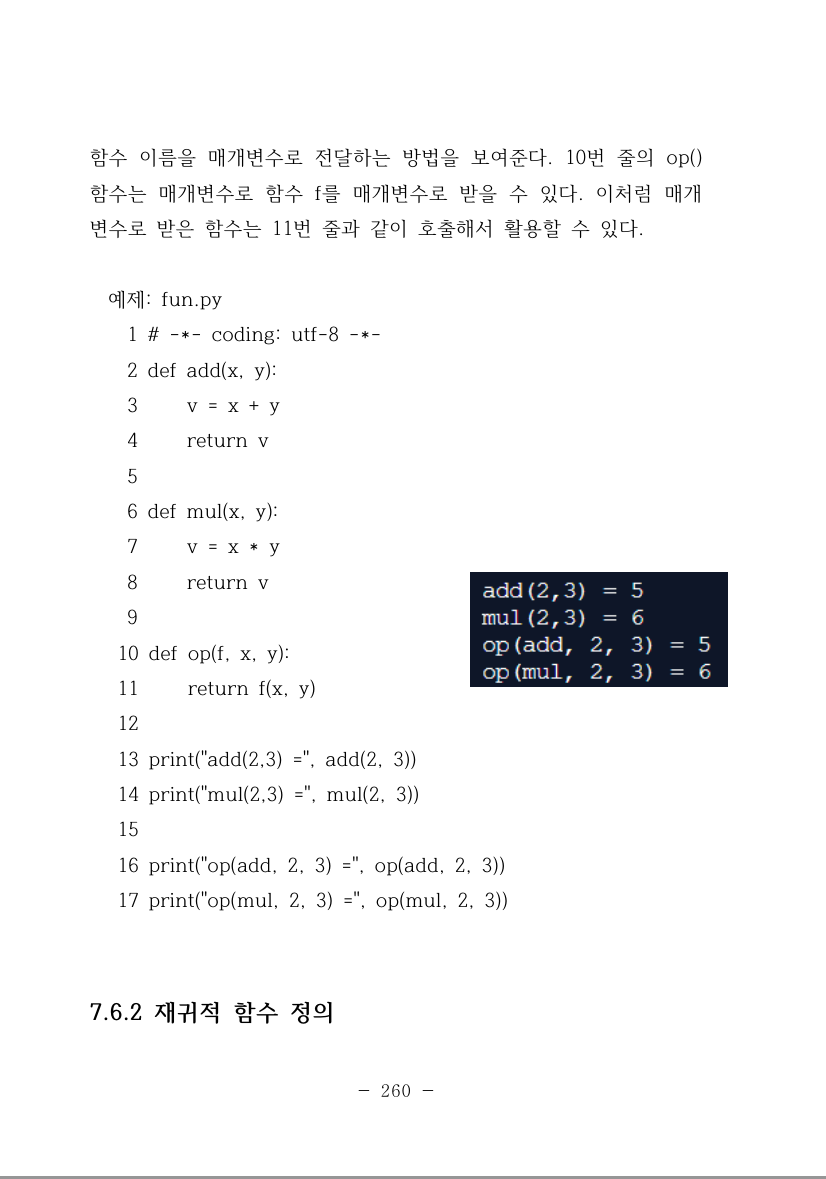 함수 이름을 매개변수로 전달하는 방법을 보여준다. 10번 줄의 op()
함수는 매개변수로 함수 f를 매개변수로 받을 수 있다. 이처럼 매개
변수로 받은 함수는 11번 줄과 같이 호출해서 활용할 수 있다.
예제: fun.py
1 # -*- coding: utf-8 -*-
2 def add(x, y):
3     v = x + y
4     return v
5
6 def mul(x, y):
7     v = x * y
8     return v
9
10 def op(f, x, y):
11     return f(x, y)
12
13 print("add(2,3) =", add(2, 3))
14 print("mul(2,3) =", mul(2, 3))
15
16 print("op(add, 2, 3) =", op(add, 2, 3))
17 print("op(mul, 2, 3) =", op(mul, 2, 3))
add(2,3) = 5
mul(2,3) = 6
op(add, 2, 3) = 5
op(mul, 2, 3) = 6
7.6.2 재귀적 함수 정의
- 260 -